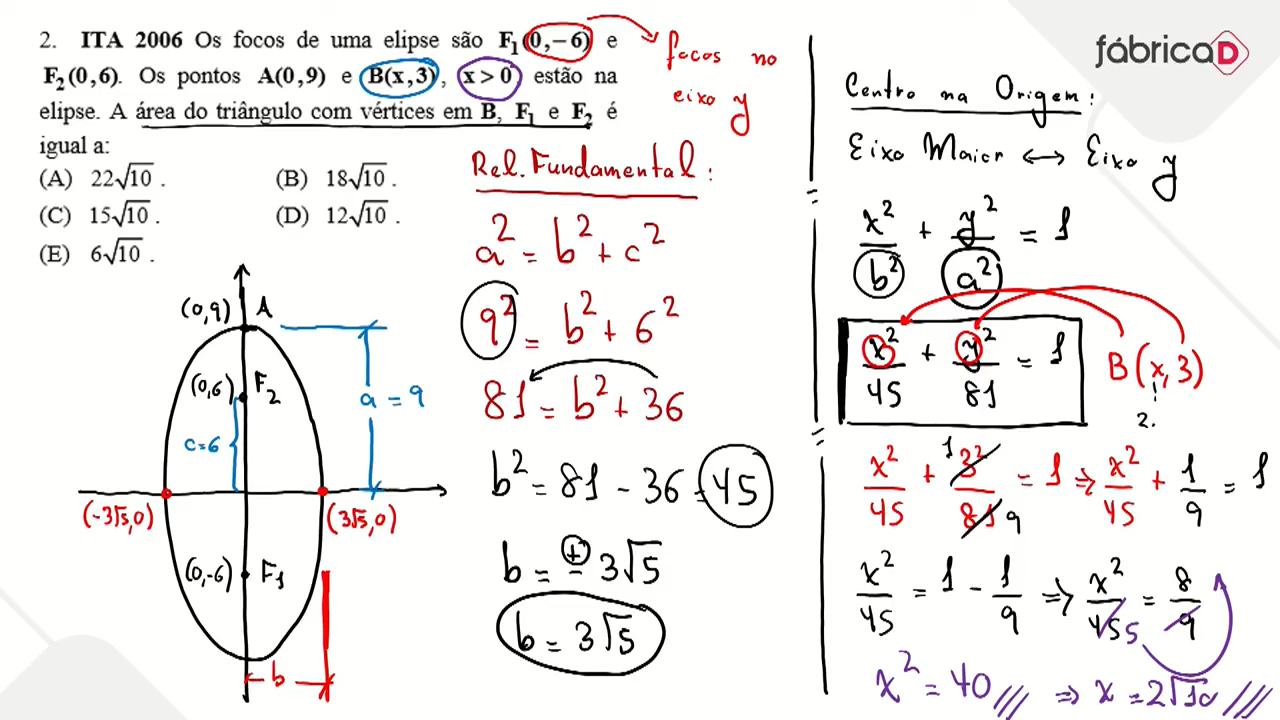 2. ITA 2006 Os focos de uma elipse são F₁(0,−6) e
F₂(0,6). Os pontos A(0,9) e B(x,3), x > 0 estão na
elipse. A área do triângulo com vértices em B, F₁ e F₂ é
igual a:
(A) 22√10 . (B) 18√10 .
(C) 15√10 . (D) 12√10 .
(E) 6√10 .
focos no
eixo y
(0,9) A
(0,6) F₂
c=6
a = 9
(-3√5,0)
(3√5,0)
(0,-6) F₁
b
Rel. Fundamental:
a² = b² + c²
9² = b² + 6²
81 = b² + 36
b² = 81 - 36 = 45
b = ± 3√5
b = 3√5
fábricaD
Centro na Origem:
Eixo Maior ↔ Eixo y
x²/b² + y²/a² = 1
x²/45 + y²/81 = 1
B(x,3)
?
x²/45 + 3²/81 = 1 ⇒ x²/45 + 1/9 = 1
1
9
x²/45 = 1 - 1/9 ⇒ x²/45 = 8/9
5
x² = 40 /// ⇒ x = 2√10 ///